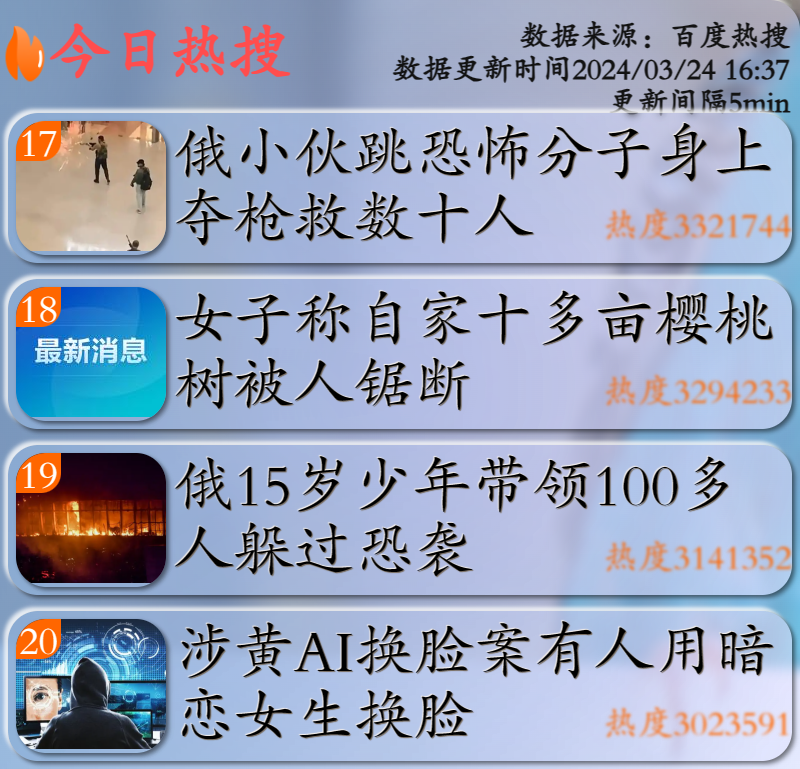 今日热搜
数据来源：百度热搜
数据更新时间2024/03/24 16:37
更新间隔5min
17
俄小伙跳恐怖分子身上
夺枪救数十人
热度3321744
18
最新消息
女子称自家十多亩樱桃
树被人锯断
热度3294233
19
俄15岁少年带领100多
人躲过恐袭
热度3141352
20
涉黄AI换脸案有人用暗
恋女生换脸
热度3023591